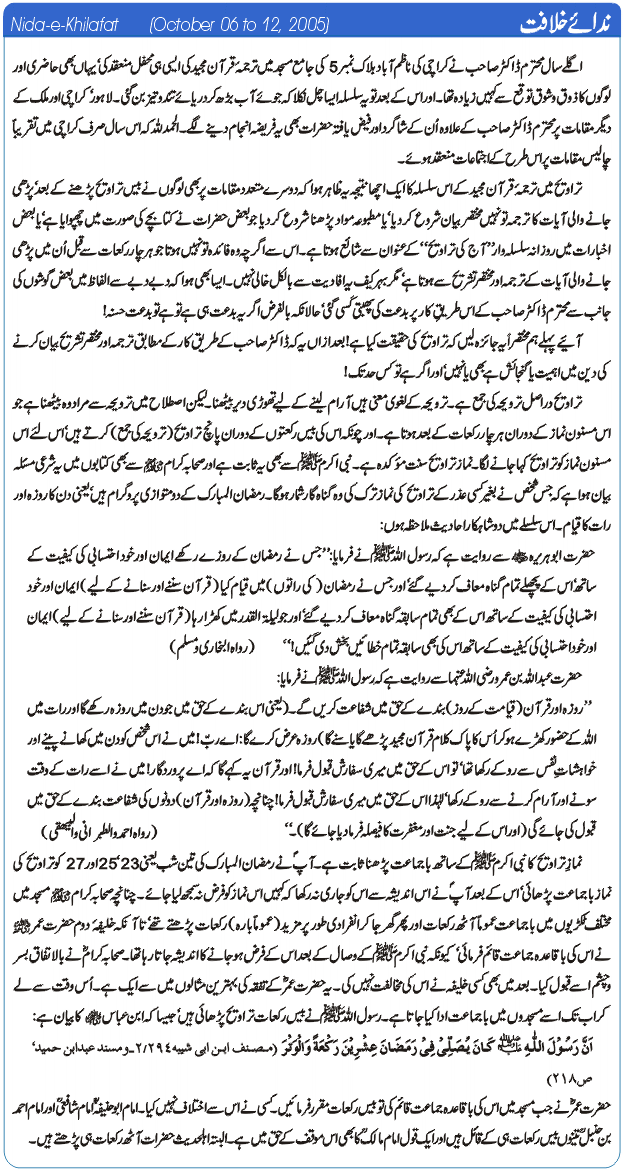 Nida-e-Khilafat (October 06 to 12, 2005) ندائے خلافت
اگلے سال محترم ڈاکٹر صاحب نے کراچی کی ناظم آباد بلاک نمبر 5 کی جامع مسجد میں ترجمۂ قرآن مجید کی ایسی ہی محفل منعقد کی‘ یہاں بھی حاضری اور
لوگوں کا ذوق و شوق توقع سے کہیں زیادہ تھا۔ اور اس کے بعد تو یہ سلسلہ ایسا چل نکلا کہ جوئے آب بڑھ کر دریائے تند و تیز بن گئی۔ لاہور‘ کراچی اور ملک کے
دیگر مقامات پر محترم ڈاکٹر صاحب کے علاوہ اُن کے شاگرد اور فیض یافتہ حضرات بھی یہ فریضہ انجام دینے لگے۔ الحمد للہ کہ اس سال صرف کراچی میں تقریباً
چالیس مقامات پر اس طرح کے اجتماعات منعقد ہوئے۔
تراویح میں ترجمۂ قرآن مجید کے اس سلسلہ کا ایک اچھا نتیجہ یہ ظاہر ہوا کہ دوسرے متعدد مقامات پر بھی لوگوں نے بیس تراویح پڑھنے کے بعد‘ پڑھی
جانے والی آیات کا ترجمہ تو نہیں مختصر بیان شروع کر دیا‘ یا مطبوعہ مواد پڑھنا شروع کر دیا جو بعض حضرات نے کتابچے کی صورت میں چھپوایا ہے‘ یا بعض
اخبارات میں روزانہ سلسلہ وار ’’آج کی تراویح‘‘ کے عنوان سے شائع ہوتا ہے۔ اس سے اگرچہ وہ فائدہ تو نہیں ہوتا جو ہر چار رکعات سے قبل اُن میں پڑھی
جانے والی آیات کے ترجمہ اور مختصر تشریح سے ہوتا ہے‘ مگر بہر کیف یہ افادیت سے بالکل خالی نہیں۔ ایسا بھی ہوا کہ دبے دبے سے الفاظ میں بعض گوشوں کی
جانب سے محترم ڈاکٹر صاحب کے اس طریقِ کار پر بدعت کی پھبتی کسی گئی‘ حالانکہ بالفرض اگر یہ بدعت ہی ہے تو ہے تو بدعت حسنہ!
آئیے پہلے ہم مختصراً یہ جائزہ لیں کہ تراویح کی حقیقت کیا ہے! بعد ازاں یہ کہ ڈاکٹر صاحب کے طریق کار کے مطابق ترجمہ اور مختصر تشریح بیان کرنے
کی دین میں اہمیت یا گنجائش ہے بھی یا نہیں‘ اور اگر ہے تو کس حد تک!
تراویح دراصل ترویحہ کی جمع ہے۔ ترویحہ کے لغوی معنی ہیں آرام لینے کے لیے تھوڑی دیر بیٹھنا۔ لیکن اصطلاح میں ترویحہ سے مراد وہ بیٹھنا ہے جو
اس مسنون نماز کے دوران ہر چار رکعات کے بعد ہوتا ہے۔ اور چونکہ اس کی بیس رکعتوں کے دوران پانچ تراویح (ترویحہ کی جمع) کرتے ہیں‘ اس لئے اس
مسنون نماز کو تراویح کہا جانے لگا۔ نماز تراویح سنت مؤکدہ ہے۔ نبی اکرم ﷺ سے بھی یہ ثابت ہے اور صحابہ کرام ﷺ سے بھی کتابوں میں یہ شرعی مسئلہ
بیان ہوا ہے کہ جس شخص نے بغیر کسی عذر کے تراویح کی نماز ترک کی وہ گناہ گار شمار ہوگا۔ رمضان المبارک کے دو متوازی پروگرام ہیں‘ یعنی دن کا روزہ اور
رات کا قیام۔ اس سلسلے میں دو شاہکار احادیث ملاحظہ ہوں:
حضرت ابوہریرہ ؓ سے روایت ہے کہ رسول اللہ ﷺ نے فرمایا: ’’جس نے رمضان کے روزے رکھے ایمان اور خود احتسابی کی کیفیت کے
ساتھ‘ اس کے پچھلے تمام گناہ معاف کر دیے گئے‘ اور جس نے رمضان (کی راتوں) میں قیام کیا (قرآن سننے اور سنانے کے لیے) ایمان اور خود
احتسابی کی کیفیت کے ساتھ اس کے بھی تمام سابقہ گناہ معاف کر دیے گئے‘ اور جو لیلۃ القدر میں کھڑا رہا (قرآن سننے اور سنانے کے لیے) ایمان
اور خود احتسابی کی کیفیت کے ساتھ اس کی بھی سابقہ تمام خطائیں بخش دی گئیں!‘‘ (رواہ البخاری و مسلم)
حضرت عبداللہ بن عمرو رضی اللہ عنہما سے روایت ہے کہ رسول اللہ ﷺ نے فرمایا:
’’روزہ اور قرآن (قیامت کے روز) بندے کے حق میں شفاعت کریں گے۔ (یعنی اس بندے کے حق میں جو دن میں روزہ رکھے گا اور رات میں
اللہ کے حضور کھڑے ہو کر اُس کا پاک کلام قرآن مجید پڑھے گا یا سنے گا) روزہ عرض کرے گا: اے ربّ! میں نے اس شخص کو دن میں کھانے پینے اور
خواہشاتِ نفس سے روکے رکھا تھا‘ تو اس کے حق میں میری سفارش قبول فرما! اور قرآن یہ کہے گا کہ اے پروردگار! میں نے اسے رات کے وقت
سونے اور آرام کرنے سے روکے رکھا‘ لہٰذا اس کے حق میں میری سفارش قبول فرما! چنانچہ (روزہ اور قرآن) دونوں کی شفاعت بندے کے حق میں
قبول کی جائے گی (اور اس کے لیے جنت اور مغفرت کا فیصلہ فرما دیا جائے گا)۔‘‘ (رواہ احمد والطبرانی والبیھقی)
نمازِ تراویح کا نبی اکرم ﷺ کے ساتھ باجماعت پڑھنا ثابت ہے۔ آپؐ نے رمضان المبارک کی تین شب یعنی 23‘ 25 اور 27 کو تراویح کی
نماز باجماعت پڑھائی‘ اس کے بعد آپؐ نے اس اندیشہ سے اس کو جاری نہ رکھا کہ کہیں اس نماز کو فرض نہ سمجھ لیا جائے۔ چنانچہ صحابہ کرام ﷺ مسجد میں
مختلف ٹکڑیوں میں باجماعت عموماً آٹھ رکعات اور پھر گھر جا کر انفرادی طور پر مزید (عموماً بارہ) رکعات پڑھتے تھے‘ تا آنکہ خلیفہ دوم حضرت عمر ؓ
نے اس کی باقاعدہ جماعت قائم فرمائی‘ کیونکہ نبی اکرم ﷺ کے وصال کے بعد اس کے فرض ہو جانے کا اندیشہ جاتا رہا تھا۔ صحابہ کرامؓ نے بالاتفاق بسر
وچشم اسے قبول کیا۔ بعد میں بھی کسی خلیفہ نے اس کی مخالفت نہیں کی۔ یہ حضرت عمرؓ کے تفقہ کی بہترین مثالوں میں سے ایک ہے۔ اُس وقت سے لے
کر اب تک اسے مسجدوں میں باجماعت ادا کیا جاتا ہے۔ رسول اللہ ﷺ نے بیس رکعات تراویح پڑھائی ہیں‘ جیسا کہ ابن عباس ؓ کا بیان ہے:
اَنَّ رَسُوْلَ اللّٰهِ ﷺ كَانَ يُصَلِّيْ فِيْ رَمَضَانَ عِشْرِيْنَ رَكْعَةً وَالْوِتْرَ (مصنف ابن ابی شیبه ۲/۲۹۴۔ و مسند عبدابن حمید‘
ص۲۱۸)
حضرت عمرؓ نے جب مسجد میں اس کی باقاعدہ جماعت قائم کی تو بیس رکعات مقرر فرمائیں۔ کسی نے اس سے اختلاف نہیں کیا۔ امام ابوحنیفہؒ‘ امام شافعیؒ اور امام احمد
بن حنبلؒ تینوں بیس رکعات ہی کے قائل ہیں اور ایک قول امام مالکؒ کا بھی اس موقف کے حق میں ہے۔ البتہ اہلحدیث حضرات آٹھ رکعات ہی پڑھتے ہیں۔